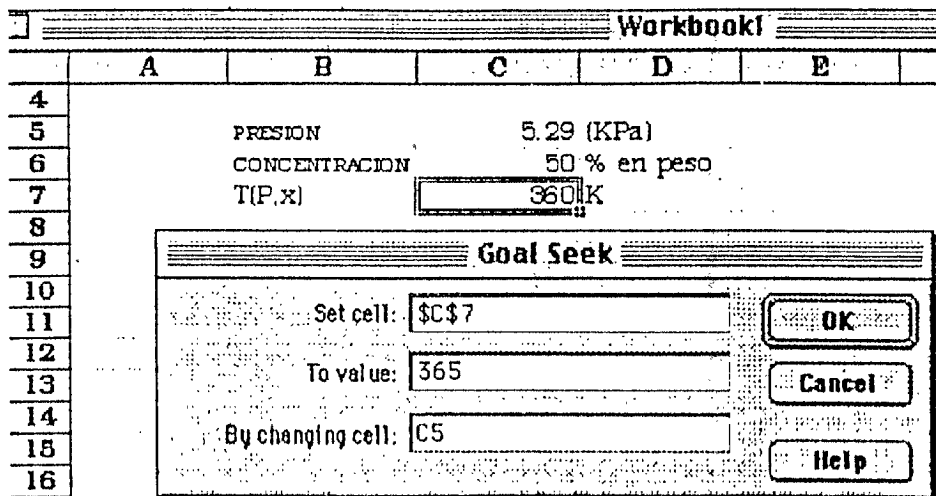 Workbook1
A B C D E
4
5 PRESION 5.29 (KPa)
6 CONCENTRACION 50 % en peso
7 T(P,x) 360 K
8
9 Goal Seek
10
11 Set cell: $C$7 OK
12
13 To value: 365 Cancel
14
15 By changing cell: C5
16 Help